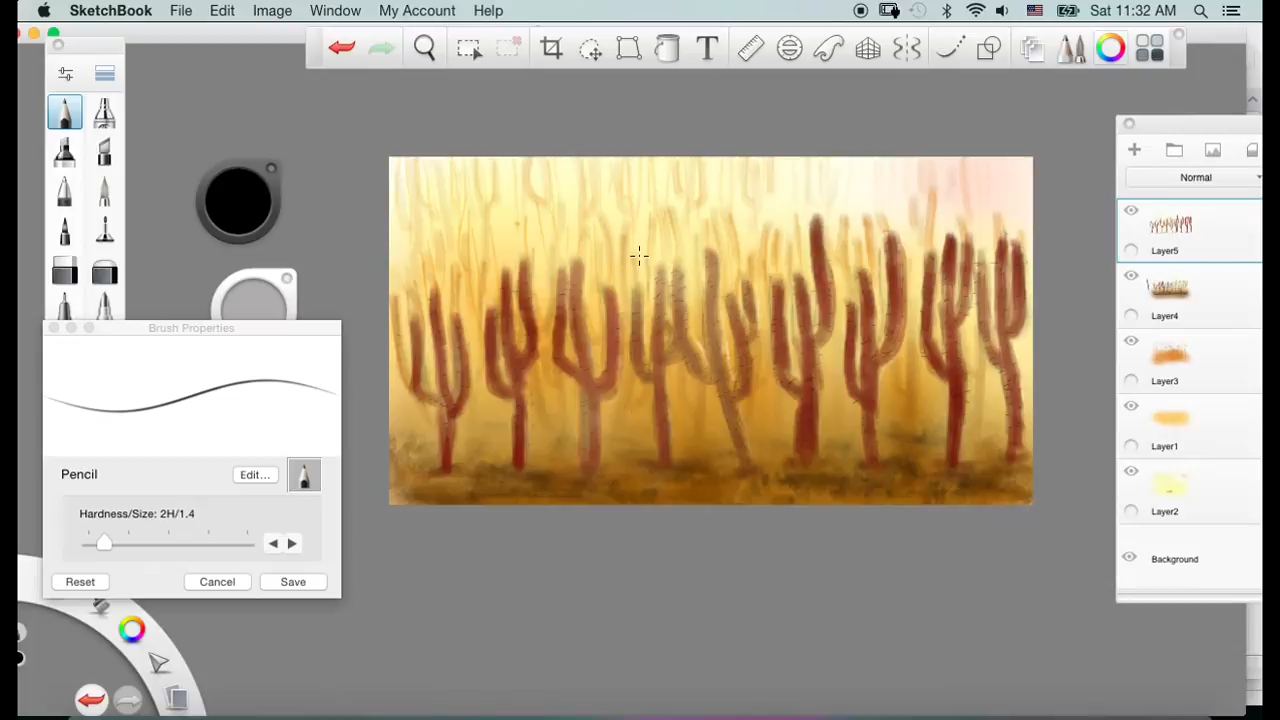 SketchBook File Edit Image Window My Account Help Sat 11:32 AM
T
Normal
Layer5
Layer4
Layer3
Layer1
Layer2
Background
Brush Properties
Pencil Edit...
Hardness/Size: 2H/1.4
Reset Cancel Save